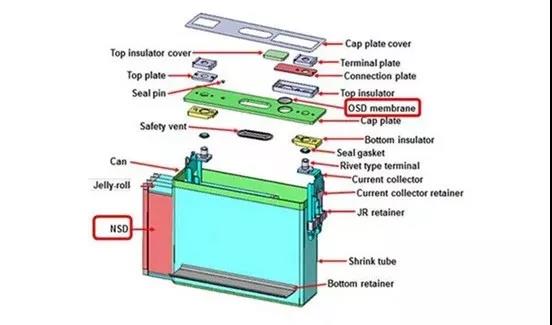 Cap plate cover
Top insulator cover
Terminal plate
Connection plate
Top plate
Top insulator
Seal pin
OSD membrane
Cap plate
Safety vent
Bottom insulator
Seal gasket
Can
Rivet type terminal
Current collector
Jelly-roll
Current collector retainer
JR retainer
NSD
Shrink tube
Bottom retainer